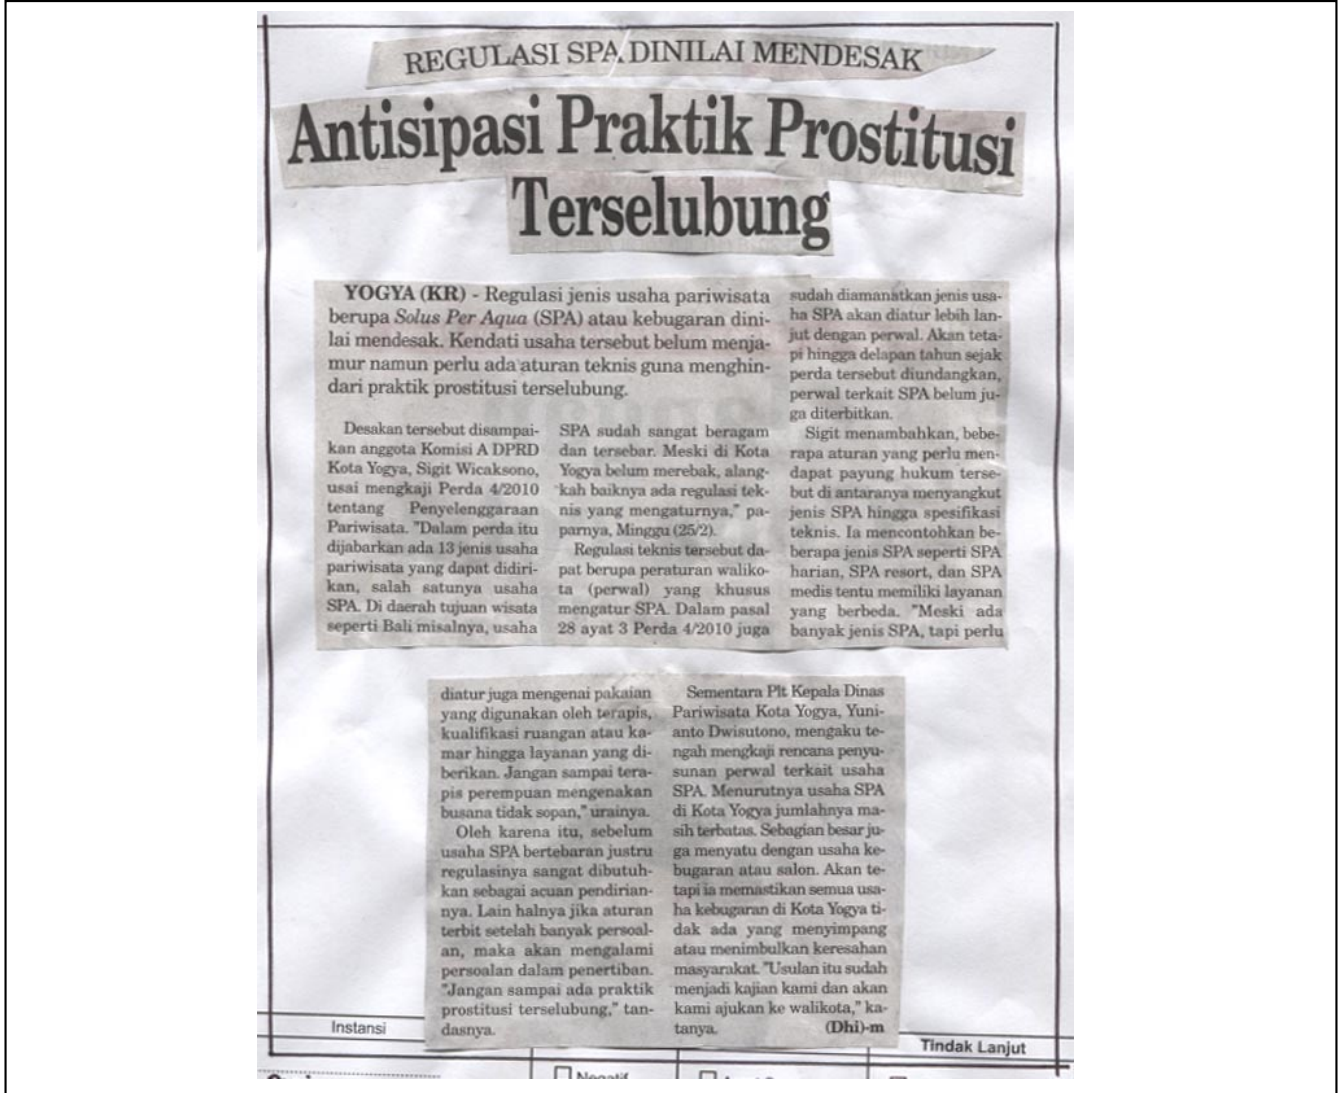 REGULASI SPA DINILAI MENDESAK
Antisipasi Praktik Prostitusi
Terselubung
YOGYA (KR) - Regulasi jenis usaha pariwisata
berupa Solus Per Aqua (SPA) atau kebugaran dini-
lai mendesak. Kendati usaha tersebut belum menja-
mur namun perlu ada aturan teknis guna menghin-
dari praktik prostitusi terselubung.
Desakan tersebut disampai-
kan anggota Komisi A DPRD
Kota Yogya, Sigit Wicaksono,
usai mengkaji Perda 4/2010
tentang Penyelenggaraan
Pariwisata. "Dalam perda itu
dijabarkan ada 13 jenis usaha
pariwisata yang dapat didiri-
kan, salah satunya usaha
SPA. Di daerah tujuan wisata
seperti Bali misalnya, usaha
SPA sudah sangat beragam
dan tersebar. Meski di Kota
Yogya belum merebak, alang-
kah baiknya ada regulasi tek-
nis yang mengaturnya," pa-
parnya, Minggu (25/2).
Regulasi teknis tersebut da-
pat berupa peraturan waliko-
ta (perwal) yang khusus
mengatur SPA. Dalam pasal
28 ayat 3 Perda 4/2010 juga
sudah diamanatkan jenis usa-
ha SPA akan diatur lebih lan-
jut dengan perwal. Akan teta-
pi hingga delapan tahun sejak
perda tersebut diundangkan,
perwal terkait SPA belum ju-
ga diterbitkan.
Sigit menambahkan, bebe-
rapa aturan yang perlu men-
dapat payung hukum terse-
but di antaranya menyangkut
jenis SPA hingga spesifikasi
teknis. Ia mencontohkan be-
berapa jenis SPA seperti SPA
harian, SPA resort, dan SPA
medis tentu memiliki layanan
yang berbeda. "Meski ada
banyak jenis SPA, tapi perlu
diatur juga mengenai pakaian
yang digunakan oleh terapis,
kualifikasi ruangan atau ka-
mar hingga layanan yang di-
berikan. Jangan sampai tera-
pis perempuan mengenakan
busana tidak sopan," urainya.
Oleh karena itu, sebelum
usaha SPA bertebaran justru
regulasinya sangat dibutuh-
kan sebagai acuan pendirian-
nya. Lain halnya jika aturan
terbit setelah banyak persoal-
an, maka akan mengalami
persoalan dalam penertiban.
"Jangan sampai ada praktik
prostitusi terselubung," tan-
dasnya.
Sementara Plt Kepala Dinas
Pariwisata Kota Yogya, Yuni-
anto Dwisutono, mengaku te-
ngah mengkaji rencana penyu-
sunan perwal terkait usaha
SPA. Menurutnya usaha SPA
di Kota Yogya jumlahnya ma-
sih terbatas. Sebagian besar ju-
ga menyatu dengan usaha ke-
bugaran atau salon. Akan te-
tapi ia memastikan semua usa-
ha kebugaran di Kota Yogya ti-
dak ada yang menyimpang
atau menimbulkan keresahan
masyarakat. "Usulan itu sudah
menjadi kajian kami dan akan
kami ajukan ke walikota," ka-
tanya. (Dhi)-m
Instansi
Tindak Lanjut
Negatif